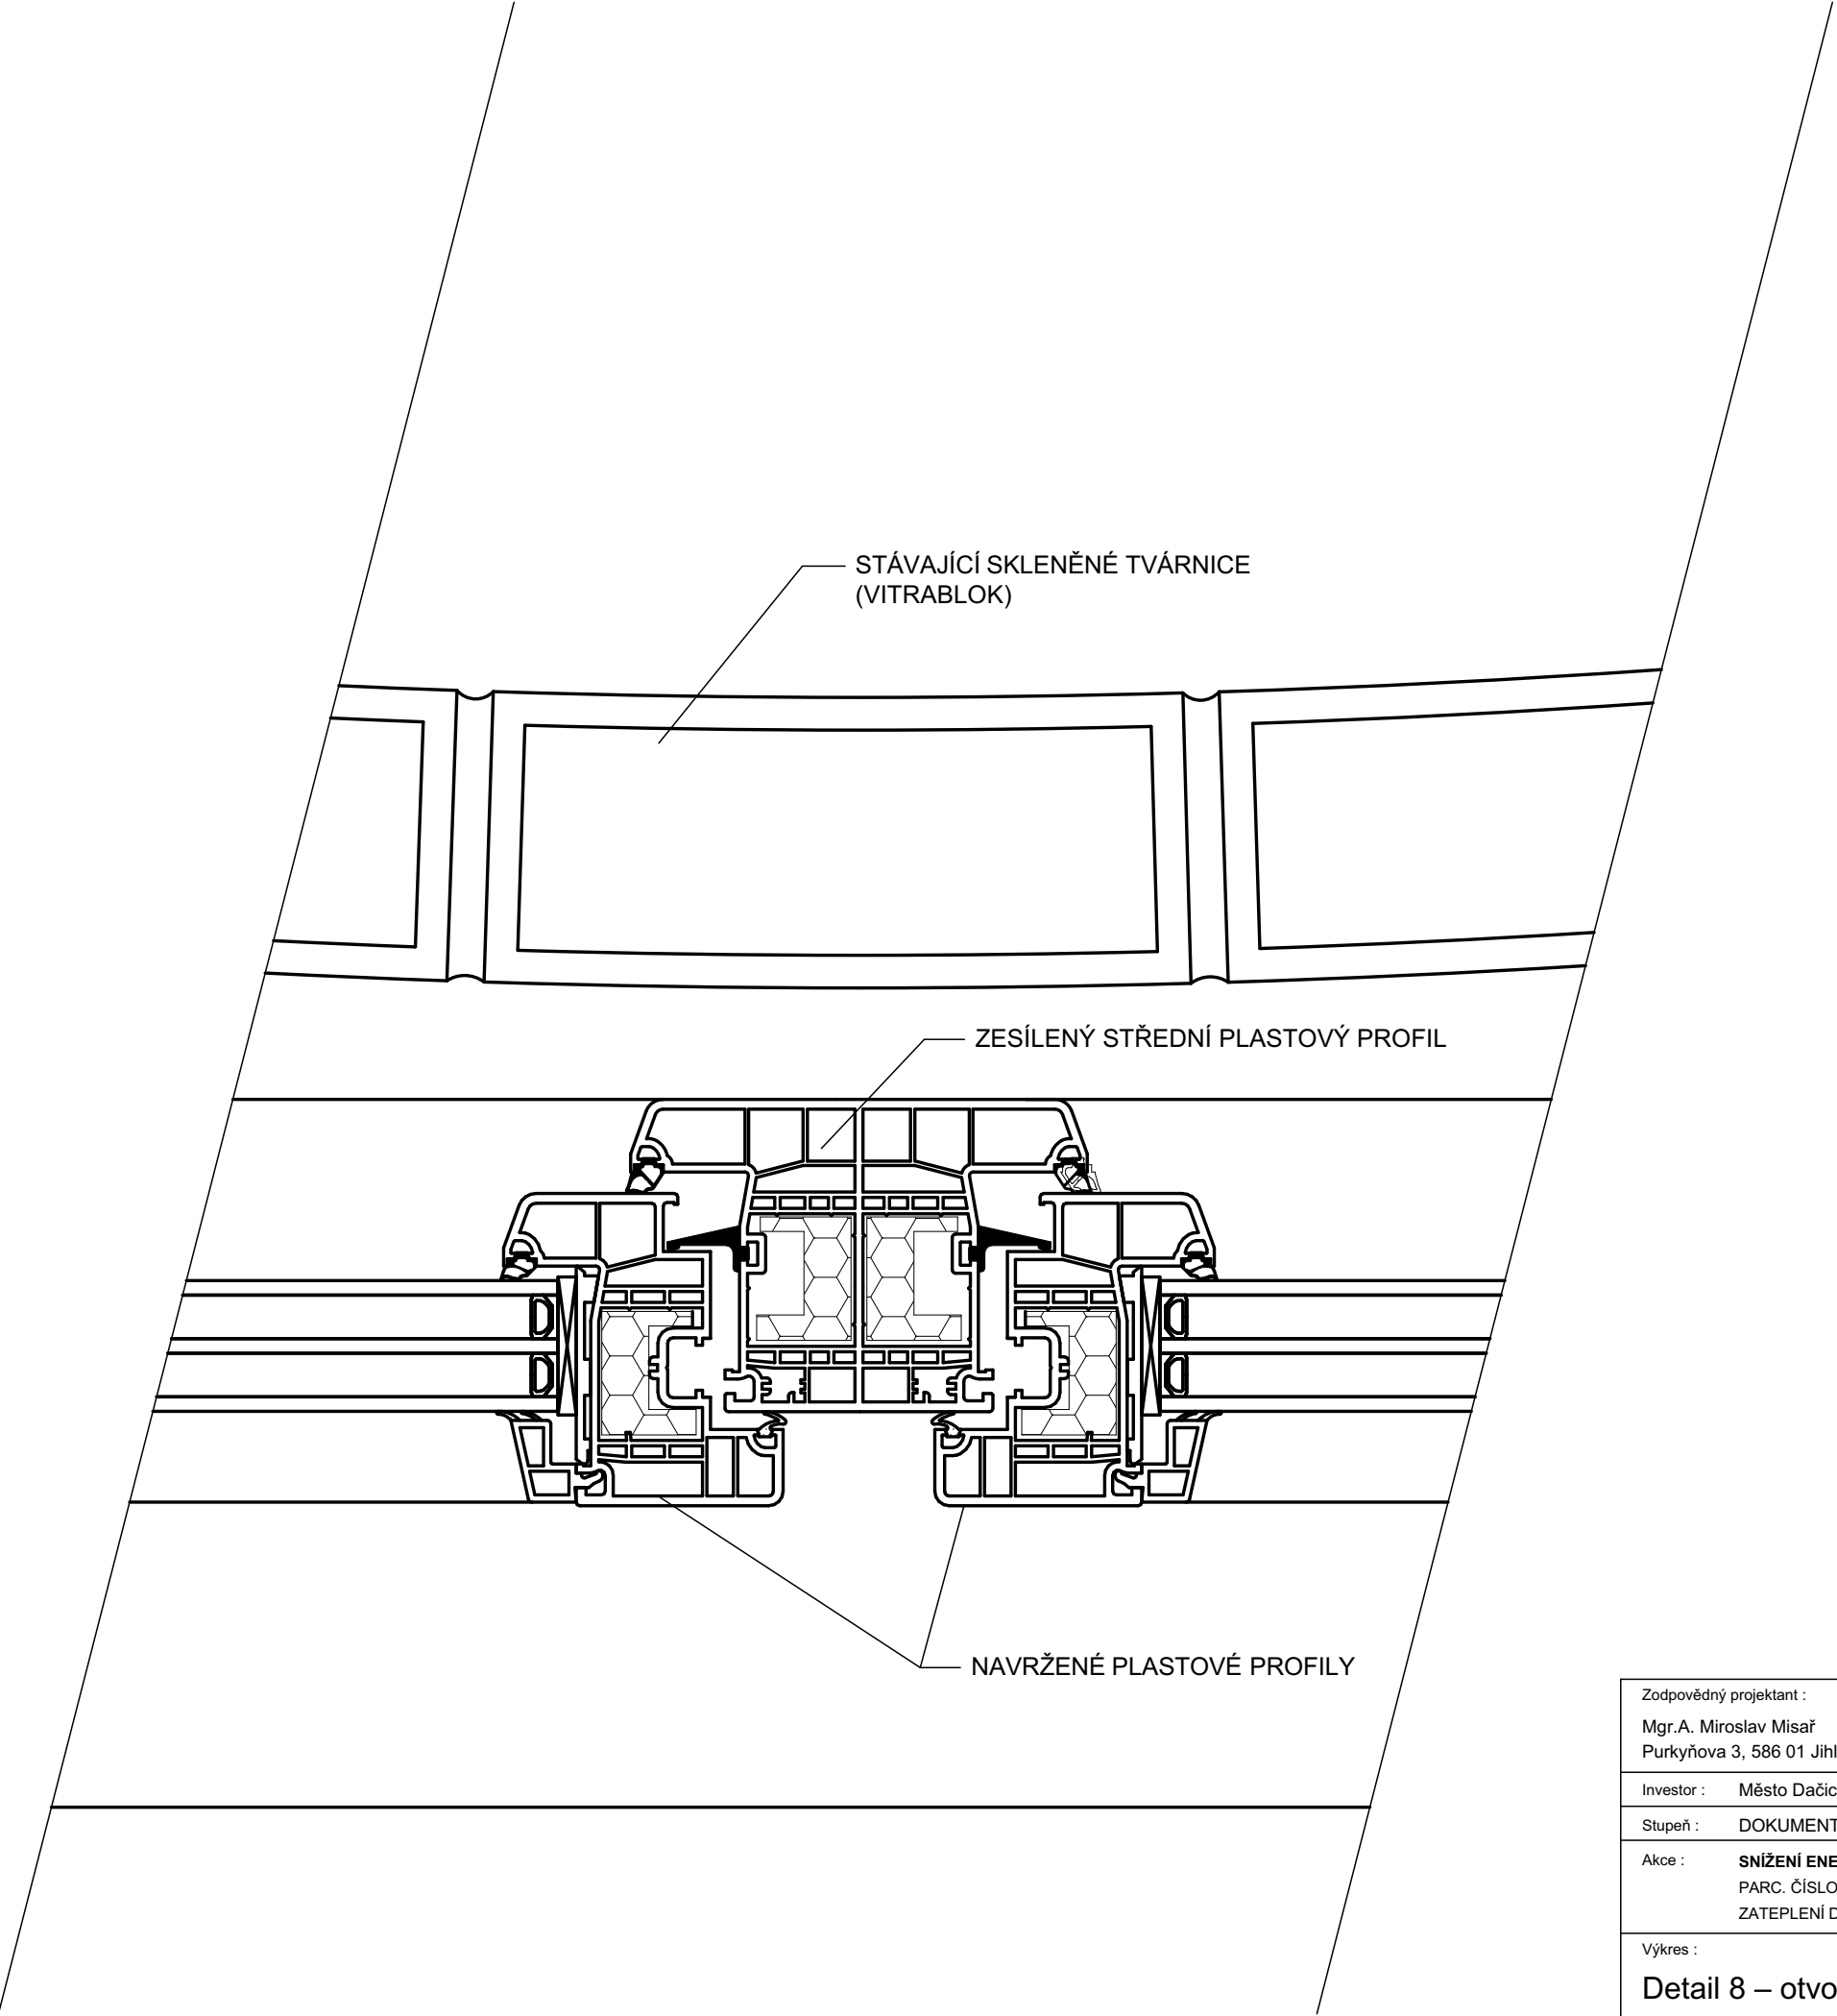 STÁVAJÍCÍ SKLENĚNÉ TVÁRNICE
(VITRABLOK)
ZESÍLENÝ STŘEDNÍ PLASTOVÝ PROFIL
NAVRŽENÉ PLASTOVÉ PROFILY
Zodpovědný projektant :
Mgr.A. Miroslav Misař
Purkyňova 3, 586 01 Jihl
Investor : Město Dačic
Stupeň : DOKUMENT
Akce : SNÍŽENÍ ENE
PARC. ČÍSLO
ZATEPLENÍ D
Výkres :
Detail 8 – otvo